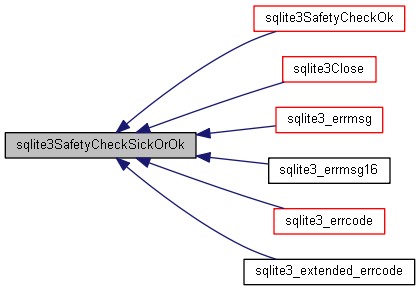 sqlite3SafetyCheckOk
sqlite3Close
sqlite3_errmsg
sqlite3SafetyCheckSickOrOk
sqlite3_errmsg16
sqlite3_errcode
sqlite3_extended_errcode